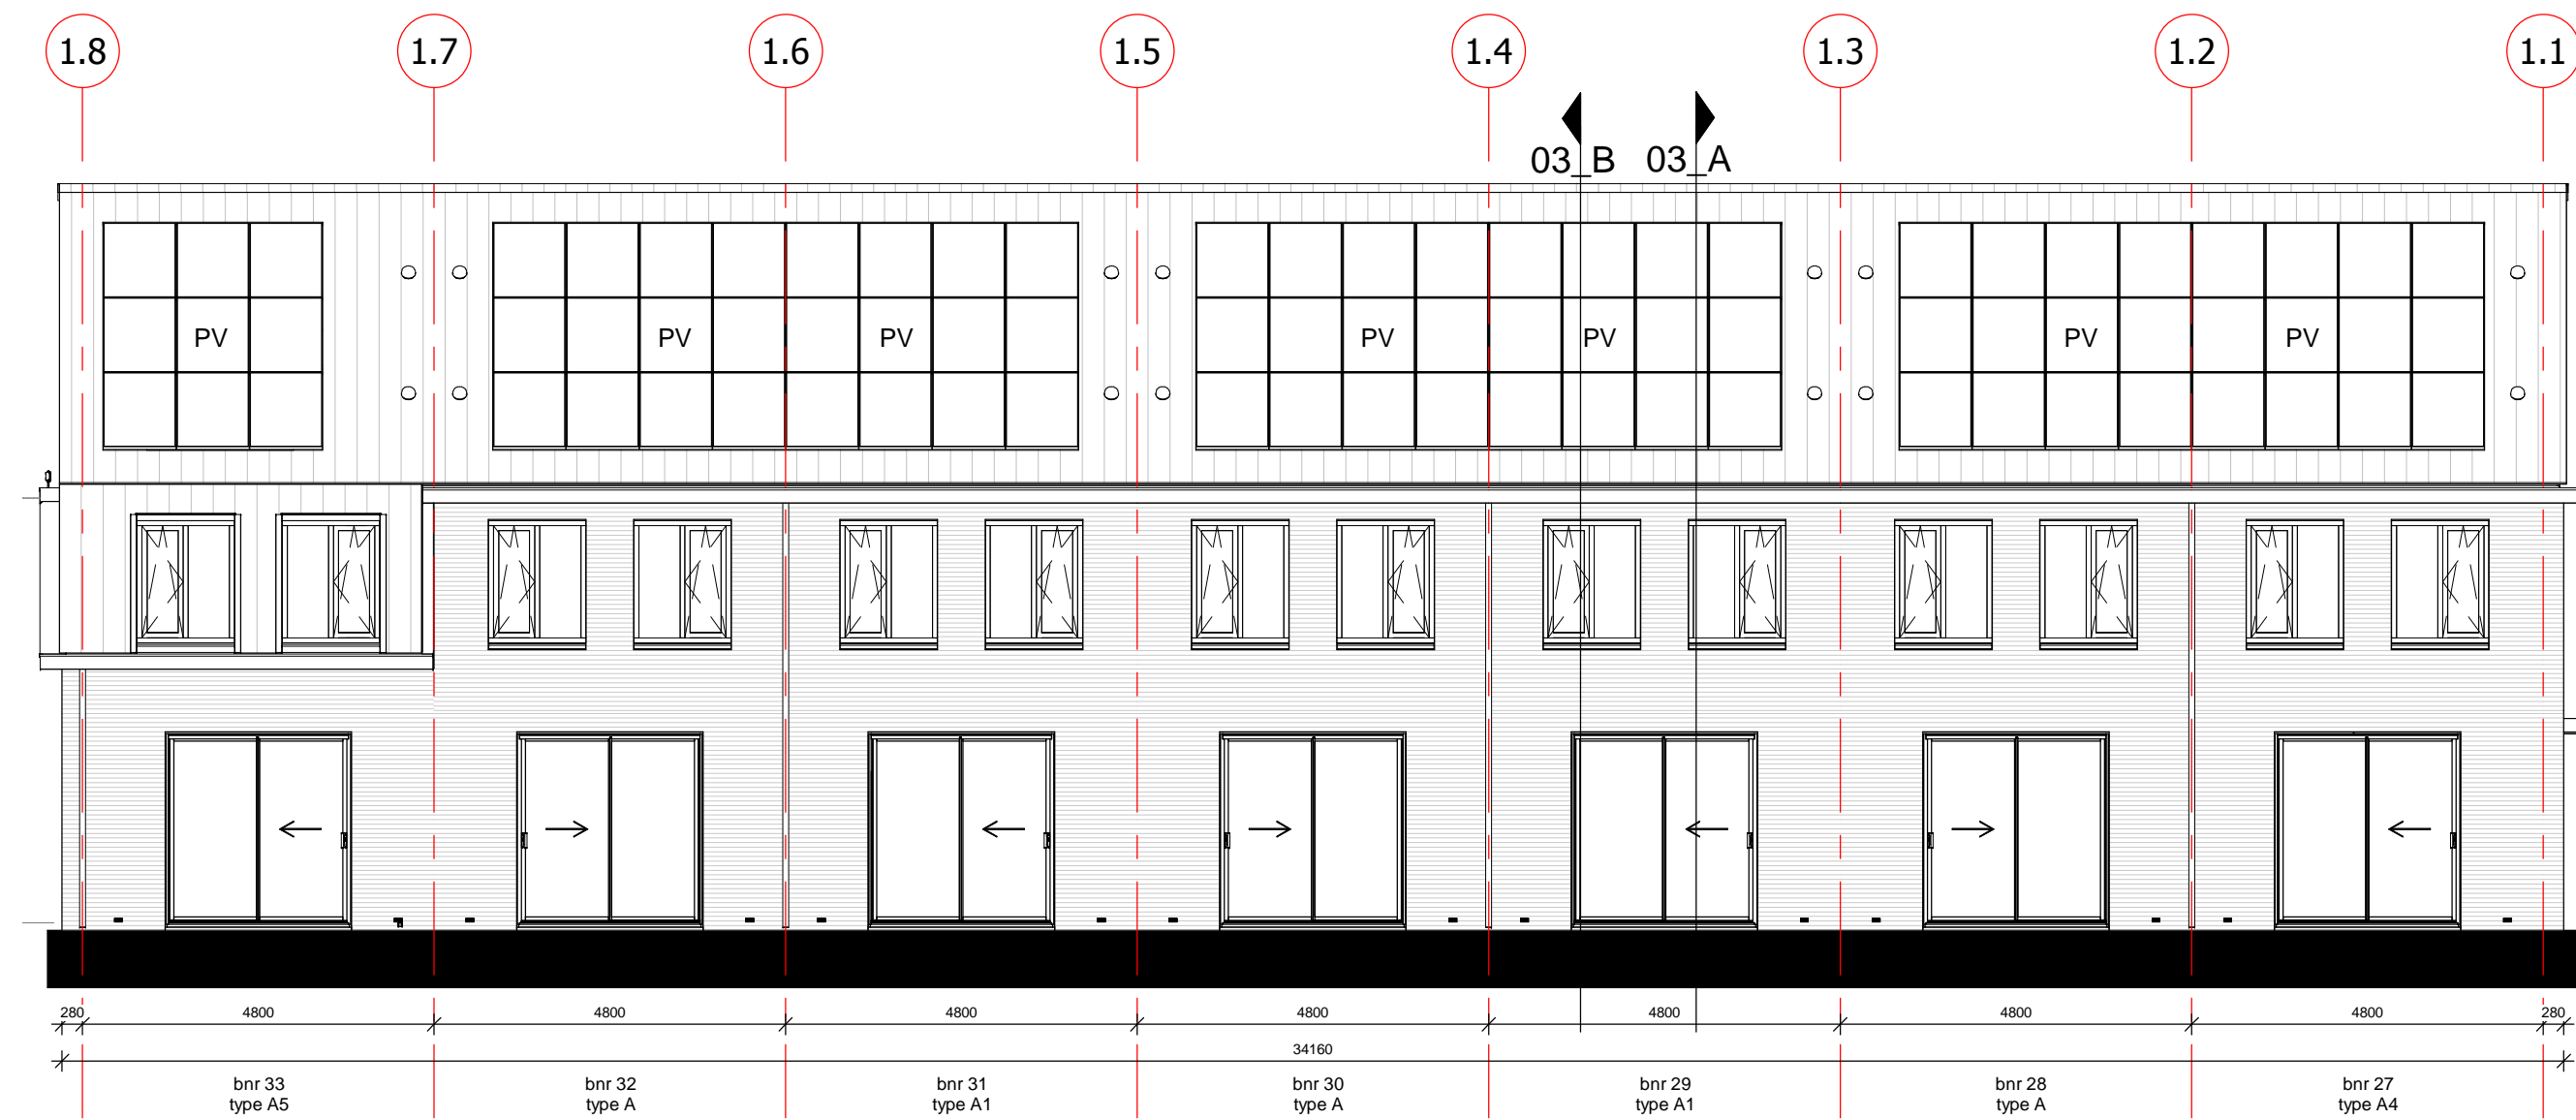 1.8 1.7 1.6 1.5 1.4 1.3 1.2 1.1
03_B 03_A
PV PV PV PV PV PV PV
280 4800 4800 4800 4800 4800 4800 4800 280
34160
bnr 33 bnr 32 bnr 31 bnr 30 bnr 29 bnr 28 bnr 27
type A5 type A type A1 type A type A1 type A type A4